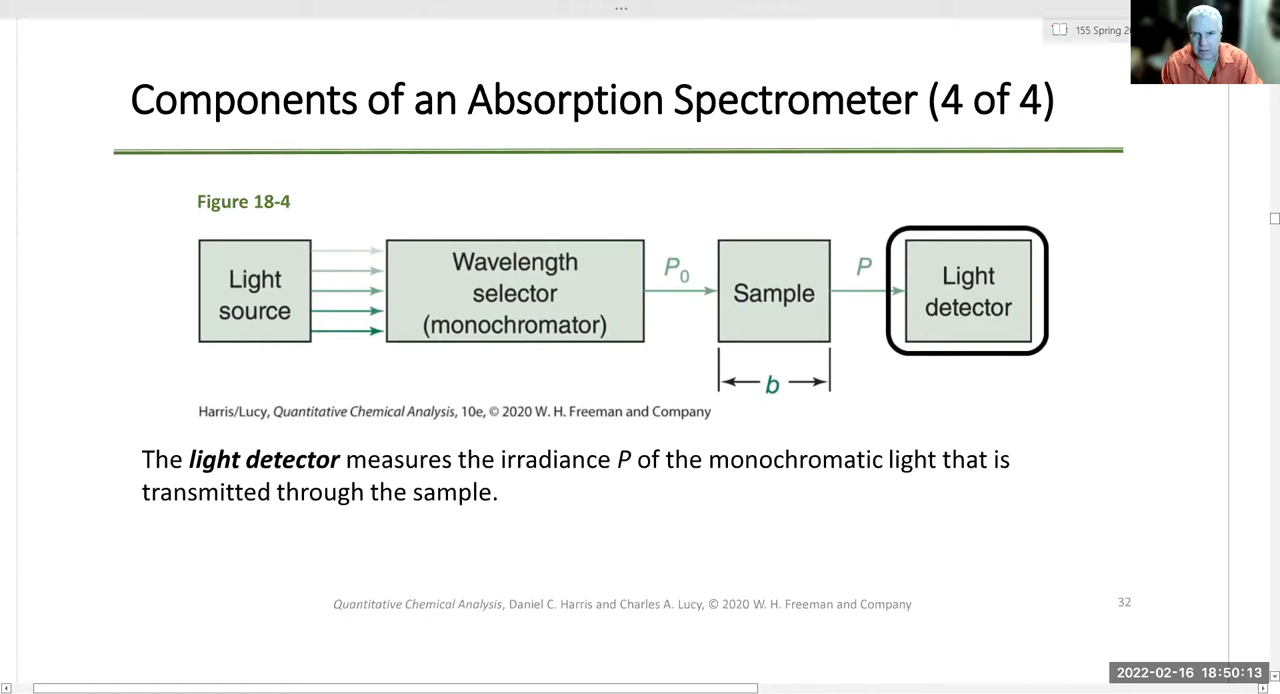 155 Spring
Components of an Absorption Spectrometer (4 of 4)
Figure 18-4
Light
source
Wavelength
selector
(monochromator)
P0
Sample
P
Light
detector
b
Harris/Lucy, Quantitative Chemical Analysis, 10e, © 2020 W. H. Freeman and Company
The light detector measures the irradiance P of the monochromatic light that is
transmitted through the sample.
Quantitative Chemical Analysis, Daniel C. Harris and Charles A. Lucy, © 2020 W. H. Freeman and Company
32
2022-02-16 18:50:13